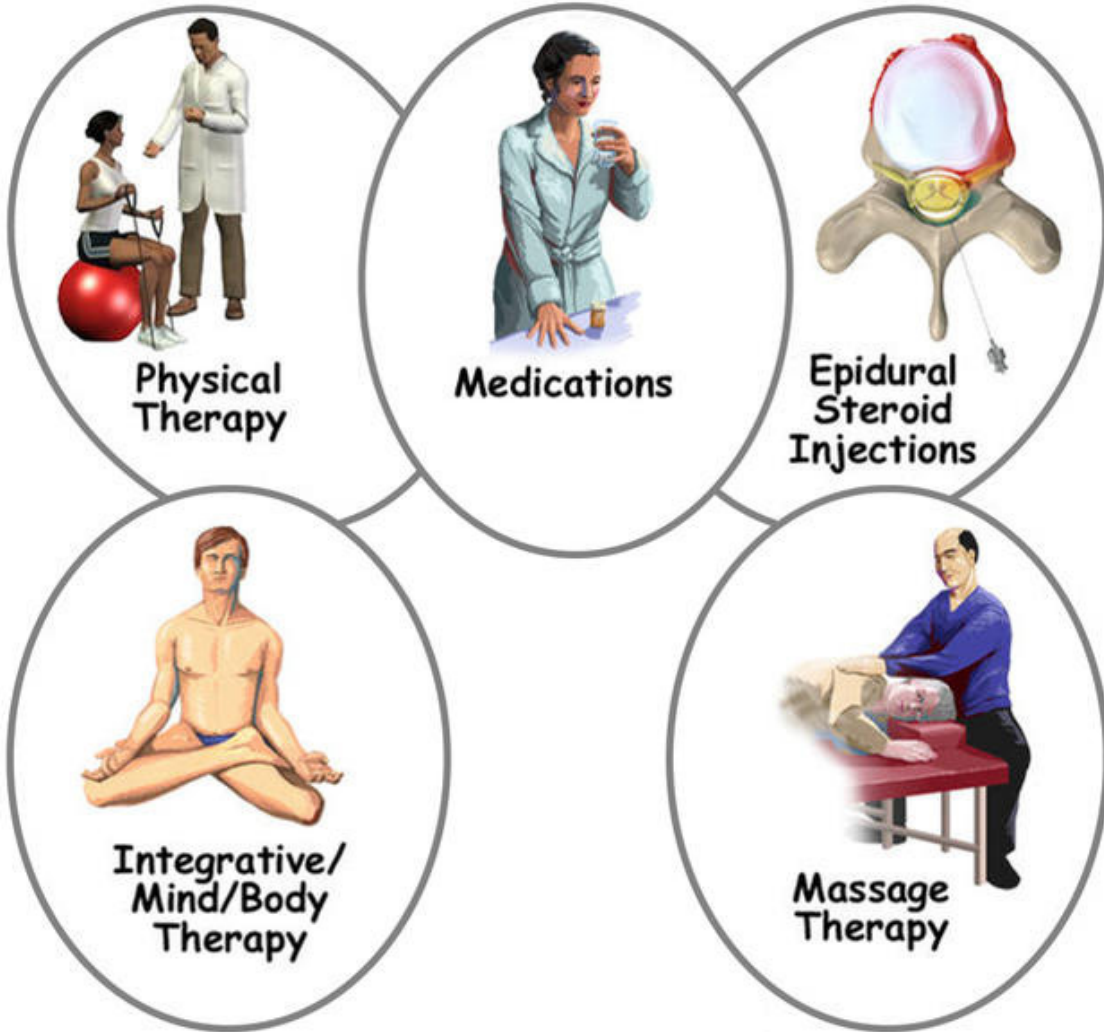 Physical
Therapy
Medications
Epidural
Steroid
Injections
Integrative/
Mind/Body
Therapy
Massage
Therapy